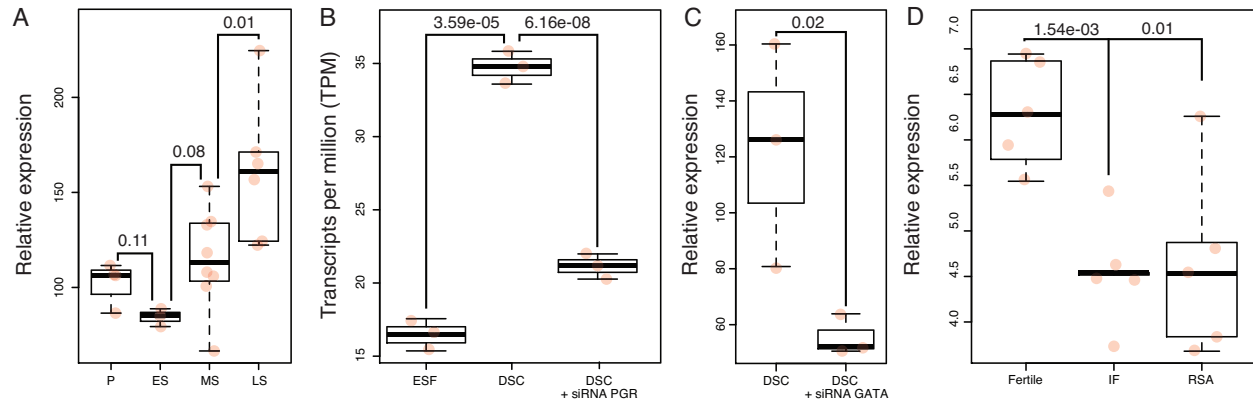 A
Relative expression
200
150
100
0.11
0.08
0.01
P
ES
MS
LS
B
Transcripts per million (TPM)
35
30
25
20
15
3.59e-05
6.16e-08
ESF
DSC
DSC
+ siRNA PGR
C
Relative expression
160
140
120
100
80
60
0.02
DSC
DSC
+ siRNA GATA
D
Relative expression
7.0
6.5
6.0
5.5
5.0
4.5
4.0
1.54e-03
0.01
Fertile
IF
RSA